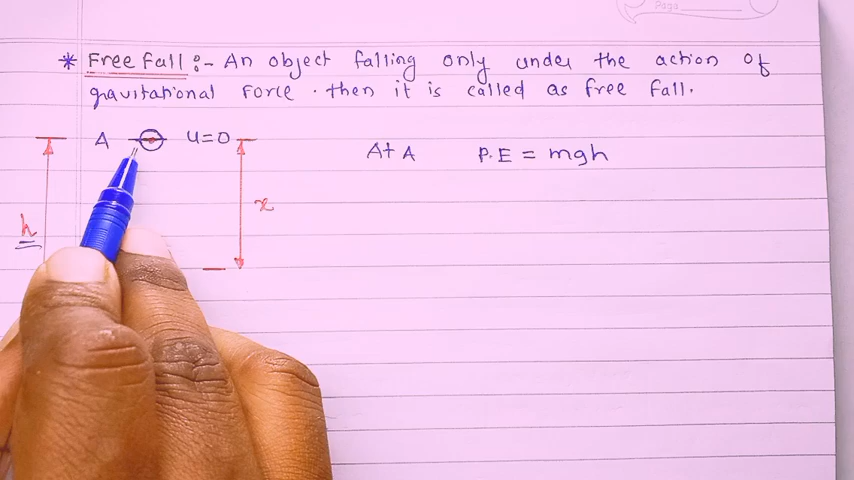 * Free fall :- An object falling only under the action of
gravitational force . then it is called as free fall.
A u=0 At A P.E = mgh
x
h